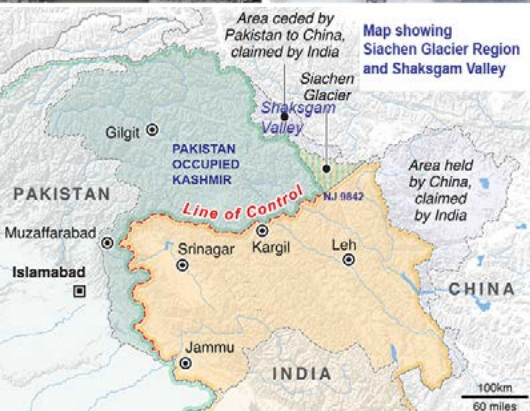 Area ceded by
Pakistan to China,
claimed by India
Map showing
Siachen Glacier Region
and Shaksgam Valley
Siachen
Glacier
Shaksgam
Valley
Gilgit
PAKISTAN
OCCUPIED
KASHMIR
Area held
by China,
claimed
by India
PAKISTAN
Line of Control
NJ 9842
Muzaffarabad
Srinagar
Kargil
Leh
Islamabad
CHINA
Jammu
INDIA
100km
60 miles